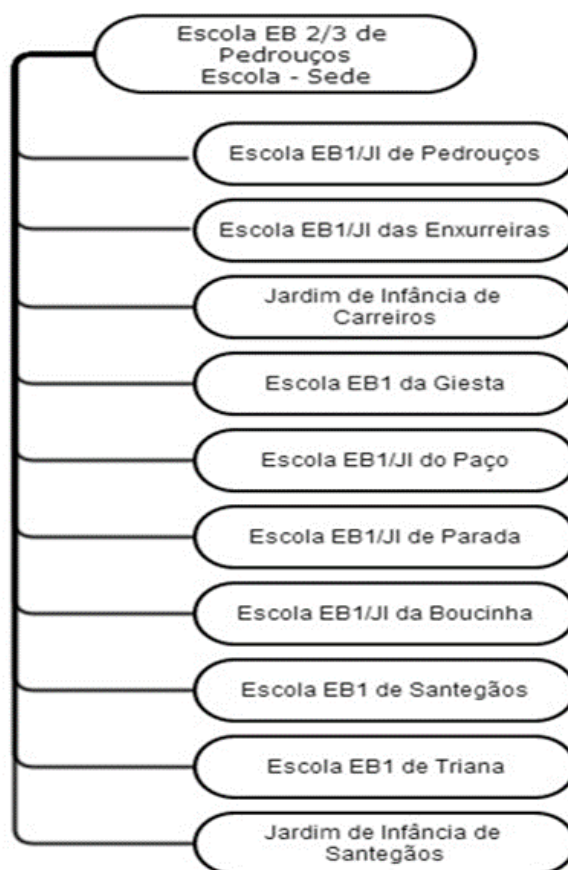 Escola EB 2/3 de
Pedrouços
Escola - Sede
Escola EB1/JI de Pedrouços
Escola EB1/JI das Enxurreiras
Jardim de Infância de
Carreiros
Escola EB1 da Giesta
Escola EB1/JI do Paço
Escola EB1/JI de Parada
Escola EB1/JI da Boucinha
Escola EB1 de Santegãos
Escola EB1 de Triana
Jardim de Infância de
Santegãos